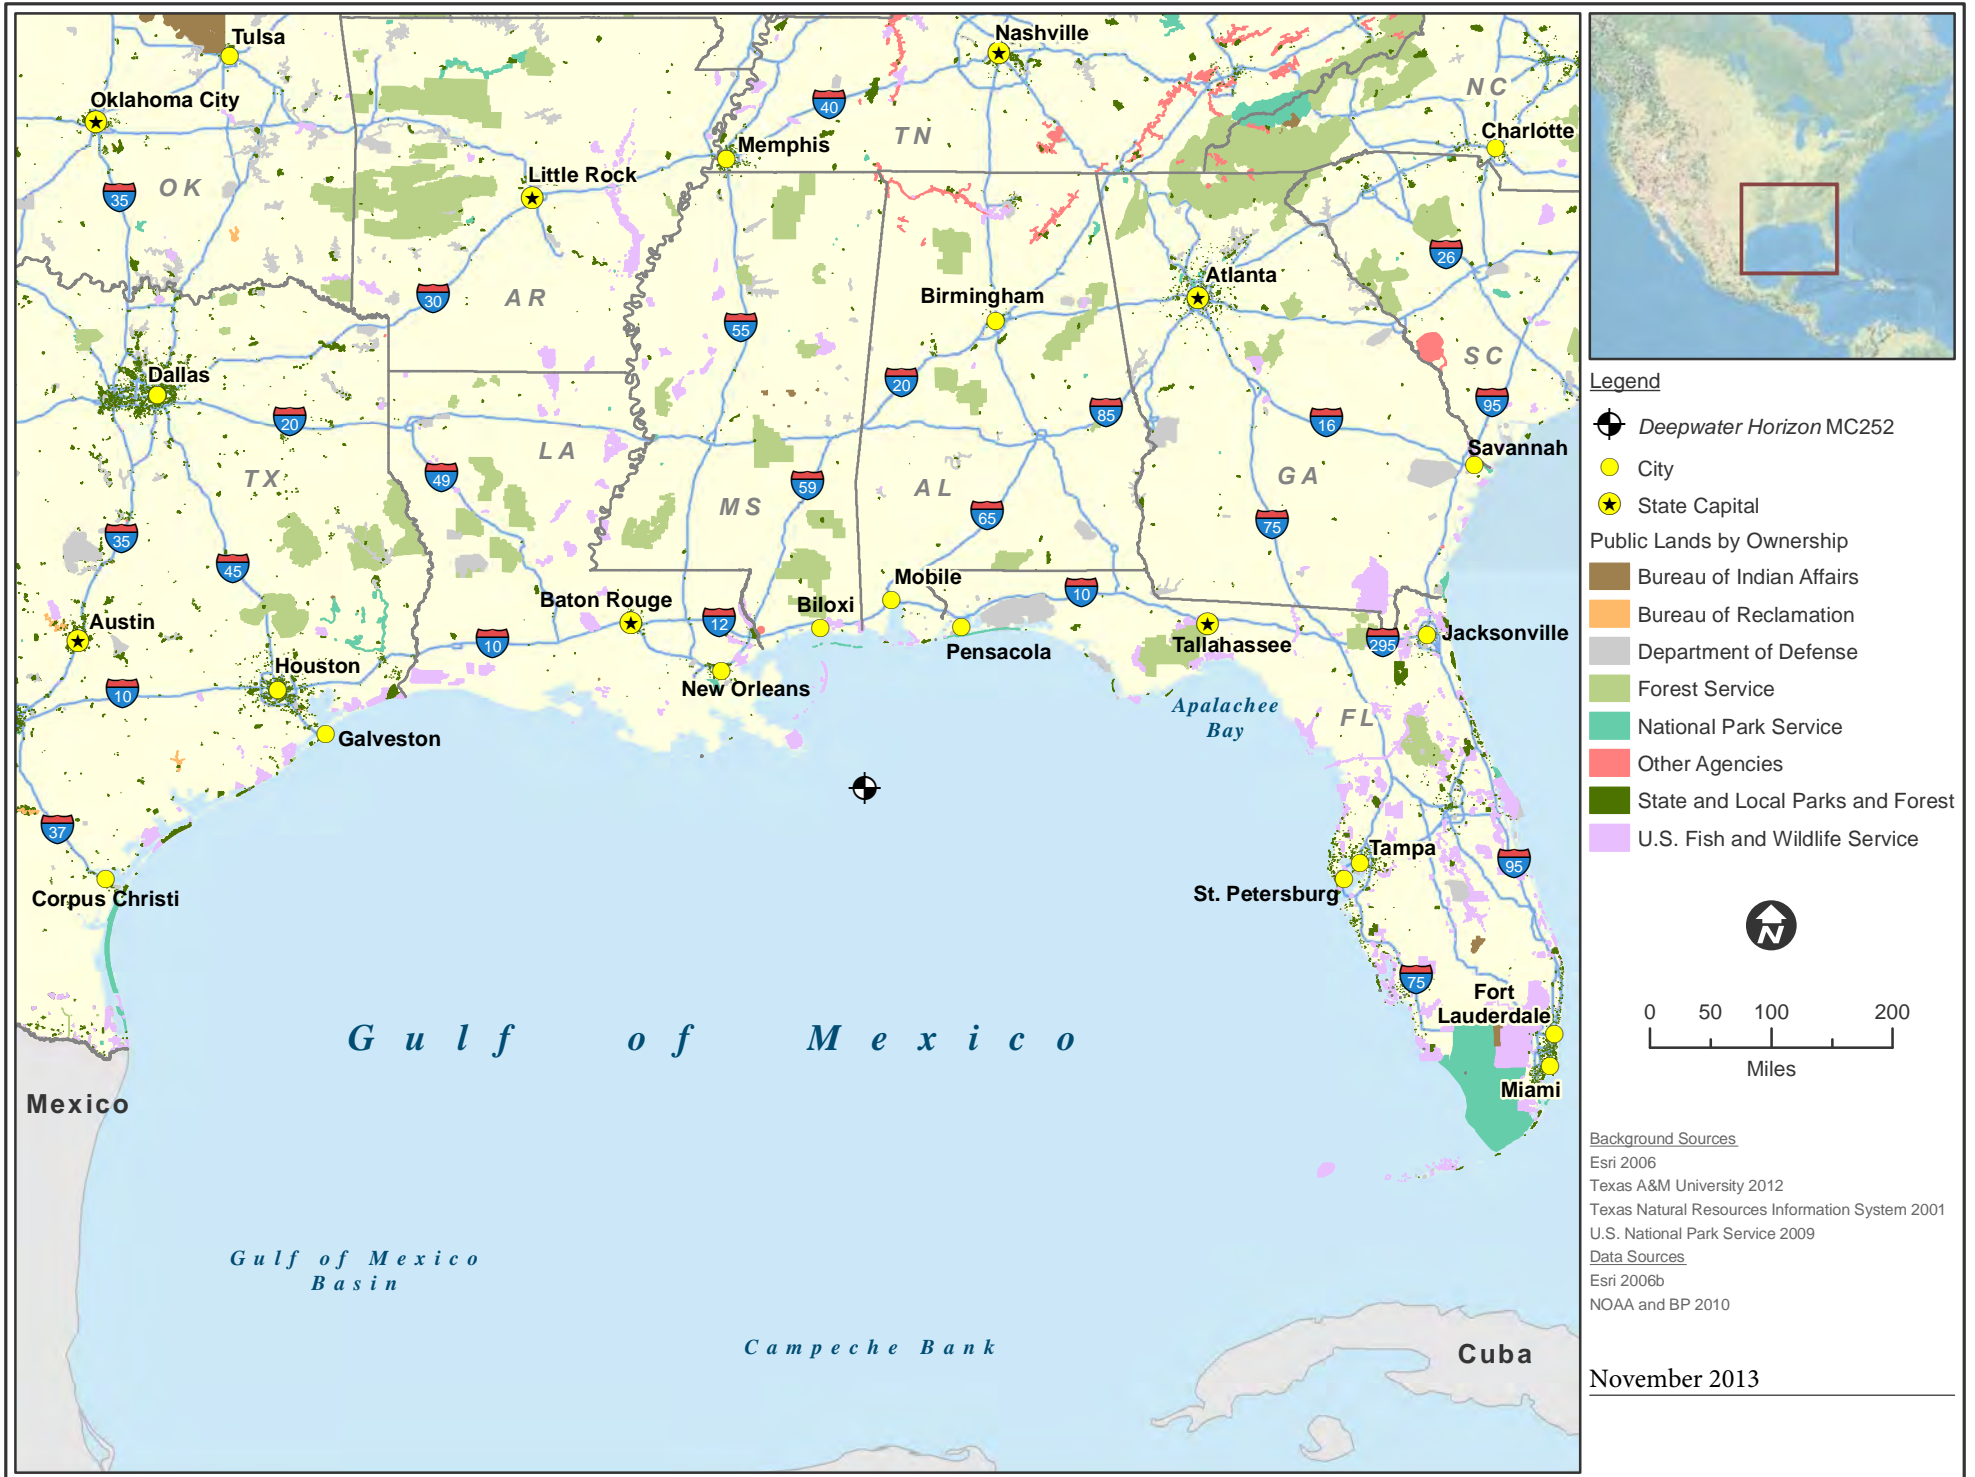 Tulsa
Nashville
Oklahoma City
NC
40
Charlotte
TN
Memphis
Little Rock
OK
35
26
Atlanta
Birmingham
AR
30
55
SC
Dallas
20
95
85
20
16
LA
Savannah
TX
49
59
AL
GA
MS
65
75
35
45
Mobile
10
Baton Rouge
Biloxi
12
Austin
10
Jacksonville
295
Tallahassee
Pensacola
Houston
New Orleans
10
Apalachee
Bay
FL
Galveston
37
Tampa
95
St. Petersburg
Corpus Christi
75
Fort
Lauderdale
Gulf of Mexico
Miami
Mexico
Gulf of Mexico
Basin
Campeche Bank
Cuba
Legend
Deepwater Horizon MC252
City
State Capital
Public Lands by Ownership
Bureau of Indian Affairs
Bureau of Reclamation
Department of Defense
Forest Service
National Park Service
Other Agencies
State and Local Parks and Forest
U.S. Fish and Wildlife Service
N
0 50 100 200
Miles
Background Sources
Esri 2006
Texas A&M University 2012
Texas Natural Resources Information System 2001
U.S. National Park Service 2009
Data Sources
Esri 2006b
NOAA and BP 2010
November 2013